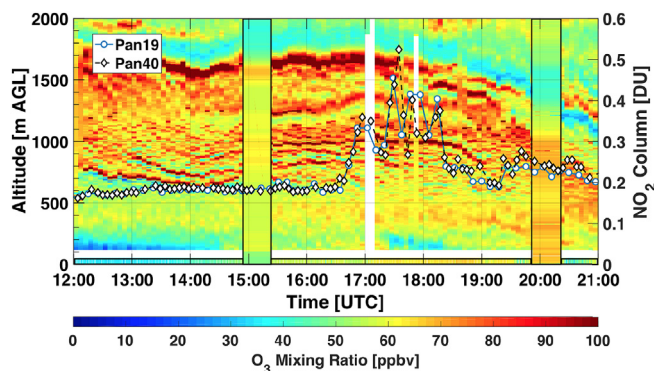 2000
1500
1000
500
0
Altitude [m AGL]
Pan19
Pan40
0.6
0.5
0.4
0.3
0.2
0.1
0
NO2 Column [DU]
12:00 13:00 14:00 15:00 16:00 17:00 18:00 19:00 20:00 21:00
Time [UTC]
0 10 20 30 40 50 60 70 80 90 100
O3 Mixing Ratio [ppbv]